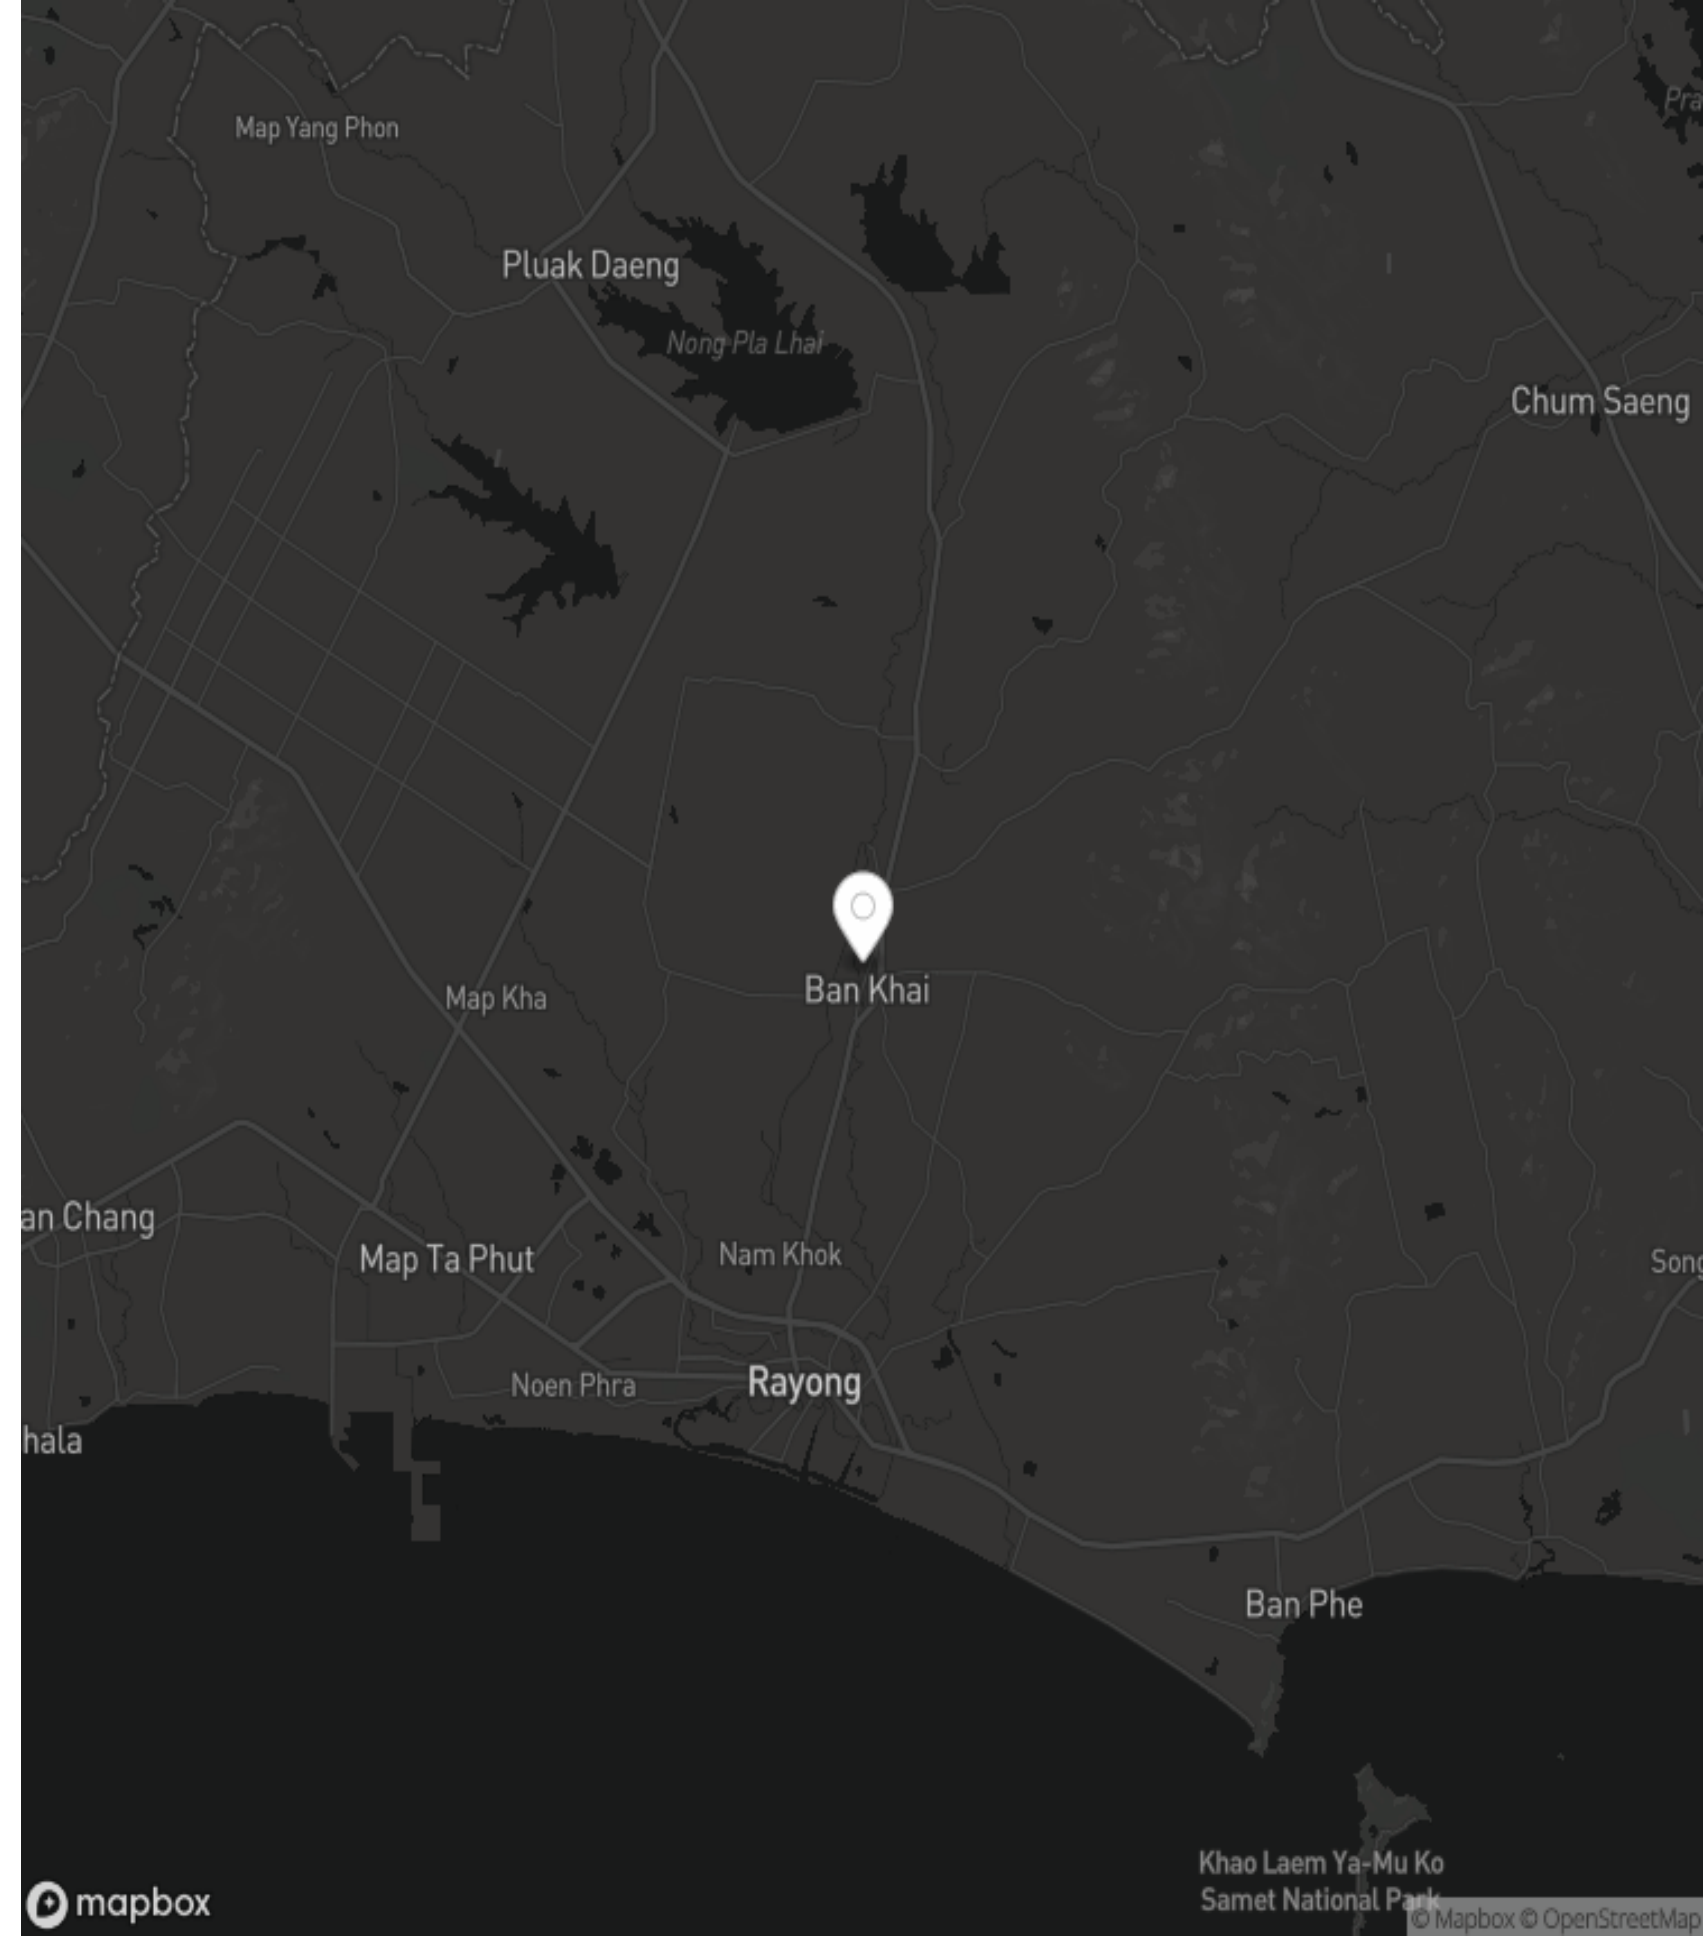 Pra
Map Yang Phon
Pluak Daeng
Nong Pla Lhai
Chum Saeng
Ban Khai
Map Kha
an Chang
Map Ta Phut
Nam Khok
Song
Noen Phra
Rayong
hala
Ban Phe
Khao Laem Ya-Mu Ko
Samet National Park
mapbox
© Mapbox © OpenStreetMap